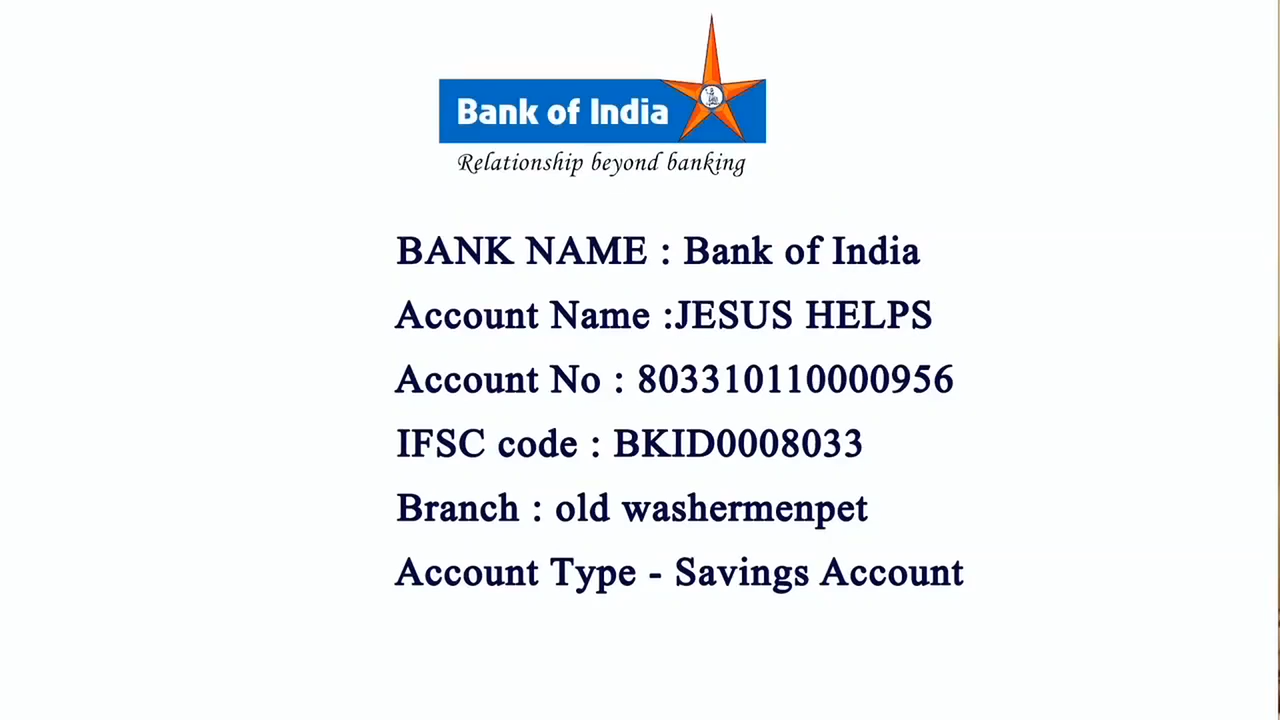 Bank of India
Relationship beyond banking
BANK NAME : Bank of India
Account Name :JESUS HELPS
Account No : 803310110000956
IFSC code : BKID0008033
Branch : old washermenpet
Account Type - Savings Account